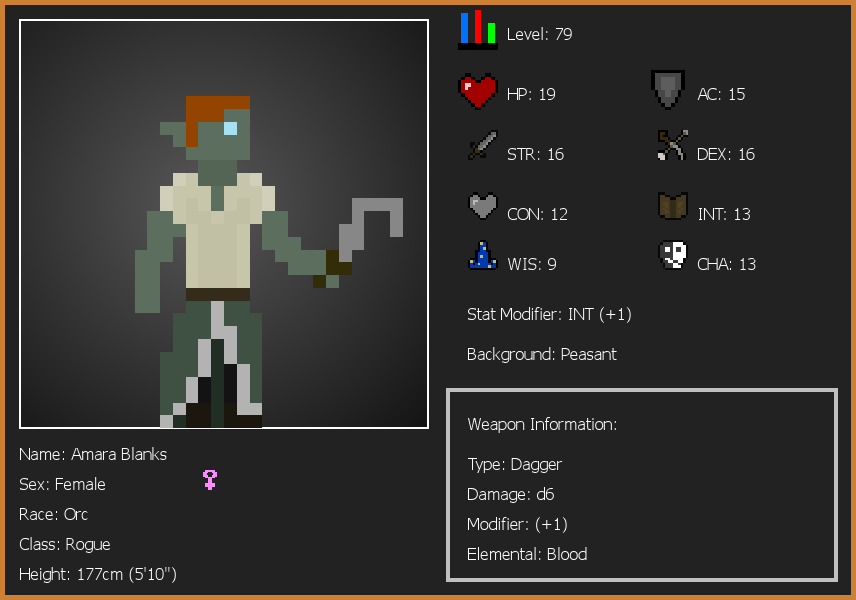 Level: 79
HP: 19
AC: 15
STR: 16
DEX: 16
CON: 12
INT: 13
WIS: 9
CHA: 13
Stat Modifier: INT (+1)
Background: Peasant
Weapon Information:
Type: Dagger
Damage: d6
Modifier: (+1)
Elemental: Blood
Name: Amara Blanks
Sex: Female
Race: Orc
Class: Rogue
Height: 177cm (5'10")